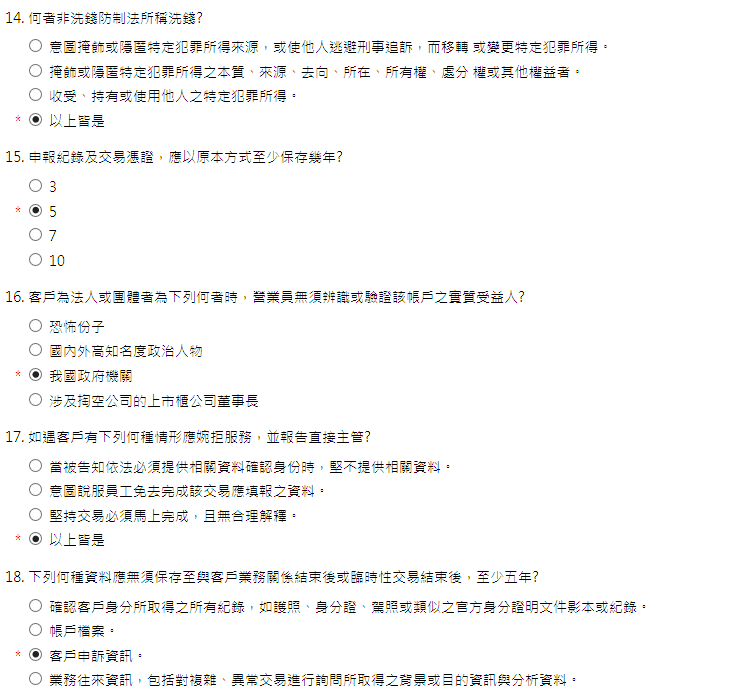 14. 何者非洗錢防制法所稱洗錢?
意圖掩飾或隱匿特定犯罪所得來源，或使他人逃避刑事追訴，而移轉 或變更特定犯罪所得。
掩飾或隱匿特定犯罪所得之本質、來源、去向、所在、所有權、處分 權或其他權益者。
收受、持有或使用他人之特定犯罪所得。
* 以上皆是
15. 申報紀錄及交易憑證，應以原本方式至少保存幾年?
3
* 5
7
10
16. 客戶為法人或團體者為下列何者時，營業員無須辨識或驗證該帳戶之實質受益人?
恐怖份子
國內外高知名度政治人物
* 我國政府機關
涉及掏空公司的上市櫃公司董事長
17. 如遇客戶有下列何種情形應婉拒服務，並報告直接主管?
當被告知依法必須提供相關資料確認身份時，堅不提供相關資料。
意圖說服員工免去完成該交易應填報之資料。
堅持交易必須馬上完成，且無合理解釋。
* 以上皆是
18. 下列何種資料應無須保存至與客戶業務關係結束後或臨時性交易結束後，至少五年?
確認客戶身分所取得之所有紀錄，如護照、身分證、駕照或類似之官方身分證明文件影本或紀錄。
帳戶檔案。
* 客戶申訴資訊。
業務往來資訊，包括對複雜、異常交易進行詢問所取得之背景或目的資訊與分析資料。